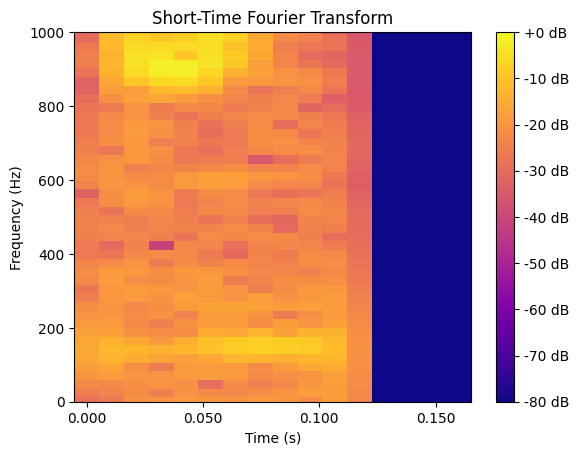 Short-Time Fourier Transform
1000
800
600
400
200
0
Frequency (Hz)
0.000
0.050
0.100
0.150
Time (s)
+0 dB
-10 dB
-20 dB
-30 dB
-40 dB
-50 dB
-60 dB
-70 dB
-80 dB